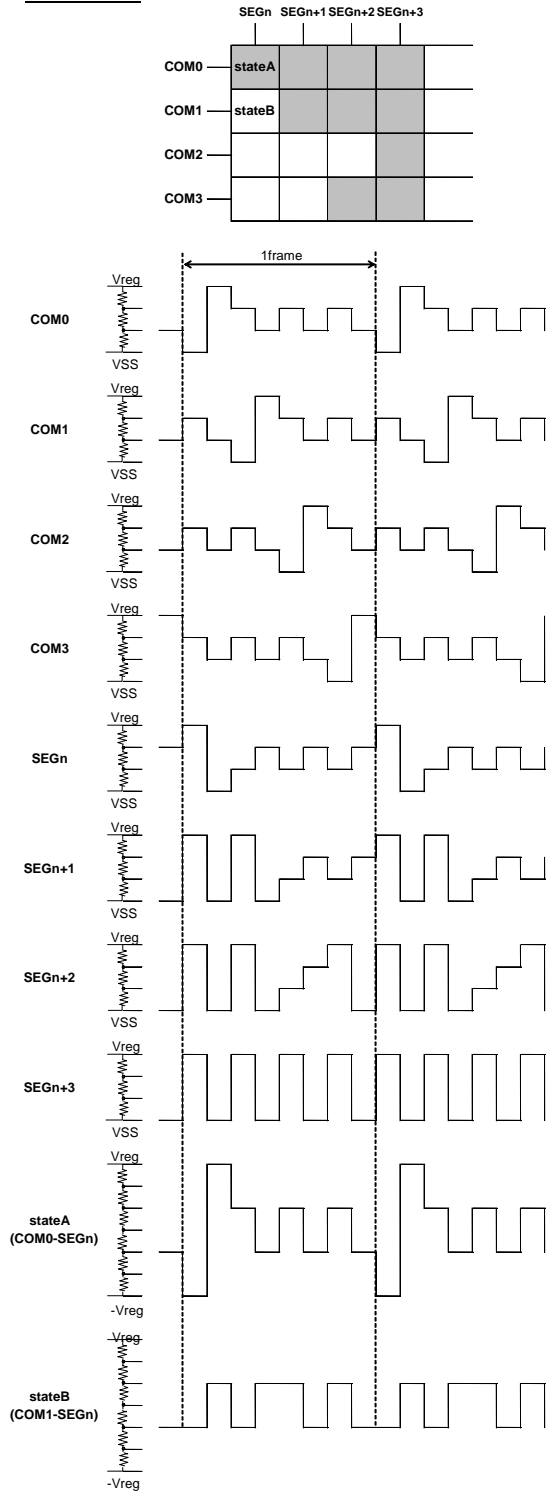 SEGn SEGn+1 SEGn+2 SEGn+3
COM0 stateA
COM1 stateB
COM2
COM3
1frame
Vreg
COM0
VSS
Vreg
COM1
VSS
Vreg
COM2
VSS
Vreg
COM3
VSS
Vreg
SEGn
VSS
Vreg
SEGn+1
VSS
Vreg
SEGn+2
VSS
Vreg
SEGn+3
VSS
Vreg
stateA
(COM0-SEGn)
-Vreg
Vreg
stateB
(COM1-SEGn)
-Vreg